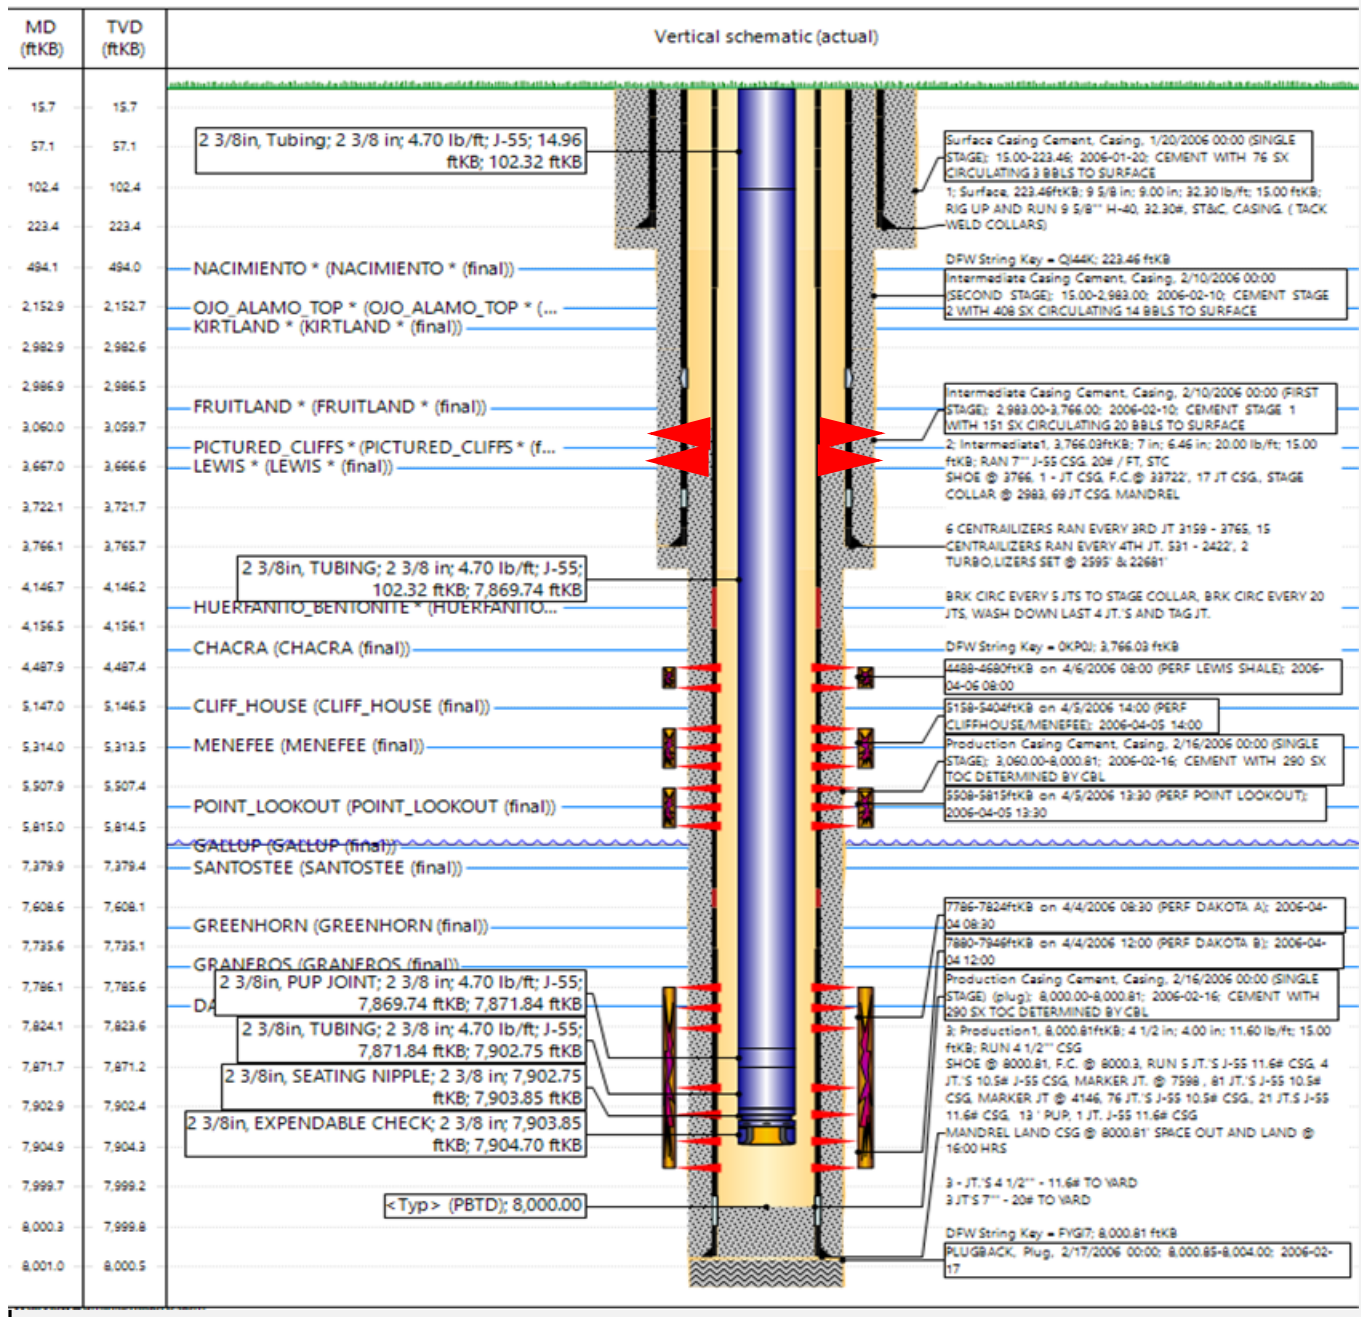 MD
(ftKB)
TVD
(ftKB)
Vertical schematic (actual)
15.7 15.7
57.1 57.1
102.4 102.4
223.4 223.4
494.1 494.0
2,152.9 2,152.7
2,982.9 2,982.6
2,986.9 2,986.5
3,060.0 3,059.7
3,667.0 3,666.6
3,722.1 3,721.7
3,766.1 3,765.7
4,146.7 4,146.2
4,156.5 4,156.1
4,487.9 4,487.4
5,147.0 5,146.5
5,314.0 5,313.5
5,507.9 5,507.4
5,815.0 5,814.5
7,379.9 7,379.4
7,608.6 7,608.1
7,735.6 7,735.1
7,786.1 7,785.6
7,824.1 7,823.6
7,871.7 7,871.2
7,902.9 7,902.4
7,904.9 7,904.3
7,999.7 7,999.2
8,000.3 7,999.8
8,001.0 8,000.5
2 3/8in, Tubing; 2 3/8 in; 4.70 lb/ft; J-55; 14.96
ftKB; 102.32 ftKB
NACIMIENTO * (NACIMIENTO * (final))
OJO_ALAMO_TOP * (OJO_ALAMO_TOP * (...
KIRTLAND * (KIRTLAND * (final))
FRUITLAND * (FRUITLAND * (final))
PICTURED_CLIFFS * (PICTURED_CLIFFS * (f...
LEWIS * (LEWIS * (final))
2 3/8in, TUBING; 2 3/8 in; 4.70 lb/ft; J-55;
102.32 ftKB; 7,869.74 ftKB
HUERFANITO_BENTONITE * (HUERFANITO...
CHACRA (CHACRA (final))
CLIFF_HOUSE (CLIFF_HOUSE (final))
MENEFEE (MENEFEE (final))
POINT_LOOKOUT (POINT_LOOKOUT (final))
GALLUP (GALLUP (final))
SANTOSTEE (SANTOSTEE (final))
GREENHORN (GREENHORN (final))
GRANEROS (GRANEROS (final))
2 3/8in, PUP JOINT; 2 3/8 in; 4.70 lb/ft; J-55;
7,869.74 ftKB; 7,871.84 ftKB
DA
2 3/8in, TUBING; 2 3/8 in; 4.70 lb/ft; J-55;
7,871.84 ftKB; 7,902.75 ftKB
2 3/8in, SEATING NIPPLE; 2 3/8 in; 7,902.75
ftKB; 7,903.85 ftKB
2 3/8in, EXPENDABLE CHECK; 2 3/8 in; 7,903.85
ftKB; 7,904.70 ftKB
<Typ> (PBTD); 8,000.00
Surface Casing Cement, Casing, 1/20/2006 00:00 (SINGLE
STAGE); 15.00-223.46; 2006-01-20; CEMENT WITH 76 SX
CIRCULATING 3 BBLS TO SURFACE
1; Surface, 223.46ftKB; 9 5/8 in; 9.00 in; 32.30 lb/ft; 15.00 ftKB;
RIG UP AND RUN 9 5/8"" H-40, 32.30#, ST&C, CASING. ( TACK
WELD COLLARS)
DFW String Key = QI44K; 223.46 ftKB
Intermediate Casing Cement, Casing, 2/10/2006 00:00
(SECOND STAGE); 15.00-2,983.00; 2006-02-10; CEMENT STAGE
2 WITH 408 SX CIRCULATING 14 BBLS TO SURFACE
Intermediate Casing Cement, Casing, 2/10/2006 00:00 (FIRST
STAGE); 2,983.00-3,766.00; 2006-02-10; CEMENT STAGE 1
WITH 151 SX CIRCULATING 20 BBLS TO SURFACE
2; Intermediate1, 3,766.03ftKB; 7 in; 6.46 in; 20.00 lb/ft; 15.00
ftKB; RAN 7"" J-55 CSG. 20# / FT, STC
SHOE @ 3766, 1 - JT CSG, F.C.@ 33722', 17 JT CSG., STAGE
COLLAR @ 2983, 69 JT CSG. MANDREL
6 CENTRAILIZERS RAN EVERY 3RD JT 3159 - 3765, 15
CENTRAILIZERS RAN EVERY 4TH JT. 531 - 2422', 2
TURBO,LIZERS SET @ 2595' & 22681'
BRK CIRC EVERY 5 JTS TO STAGE COLLAR, BRK CIRC EVERY 20
JTS, WASH DOWN LAST 4 JT.'S AND TAG JT.
DFW String Key = 0KP0J; 3,766.03 ftKB
4488-4680ftKB on 4/6/2006 08:00 (PERF LEWIS SHALE); 2006-
04-06 08:00
5158-5404ftKB on 4/5/2006 14:00 (PERF
CLIFFHOUSE/MENEFEE); 2006-04-05 14:00
Production Casing Cement, Casing, 2/16/2006 00:00 (SINGLE
STAGE); 3,060.00-8,000.81; 2006-02-16; CEMENT WITH 290 SX
TOC DETERMINED BY CBL
5508-5815ftKB on 4/5/2006 13:30 (PERF POINT LOOKOUT);
2006-04-05 13:30
7786-7824ftKB on 4/4/2006 08:30 (PERF DAKOTA A); 2006-04-
04 08:30
7880-7946ftKB on 4/4/2006 12:00 (PERF DAKOTA B); 2006-04-
04 12:00
Production Casing Cement, Casing, 2/16/2006 00:00 (SINGLE
STAGE) (plug); 8,000.00-8,000.81; 2006-02-16; CEMENT WITH
290 SX TOC DETERMINED BY CBL
3; Production1, 8,000.81ftKB; 4 1/2 in; 4.00 in; 11.60 lb/ft; 15.00
ftKB; RUN 4 1/2"" CSG
SHOE @ 8000.81, F.C. @ 8000.3, RUN 5 JT.'S J-55 11.6# CSG, 4
JT.'S 10.5# J-55 CSG, MARKER JT. @ 7598 , 81 JT.'S J-55 10.5#
CSG, MARKER JT @ 4146, 76 JT.'S J-55 10.5# CSG., 21 JT.S J-55
11.6# CSG, 13 ' PUP, 1 JT. J-55 11.6# CSG
MANDREL LAND CSG @ 8000.81' SPACE OUT AND LAND @
16:00 HRS
3 - JT.'S 4 1/2"" - 11.6# TO YARD
3 JT'S 7"" - 20# TO YARD
DFW String Key = FYGI7; 8,000.81 ftKB
PLUGBACK, Plug, 2/17/2006 00:00; 8,000.85-8,004.00; 2006-02-
17